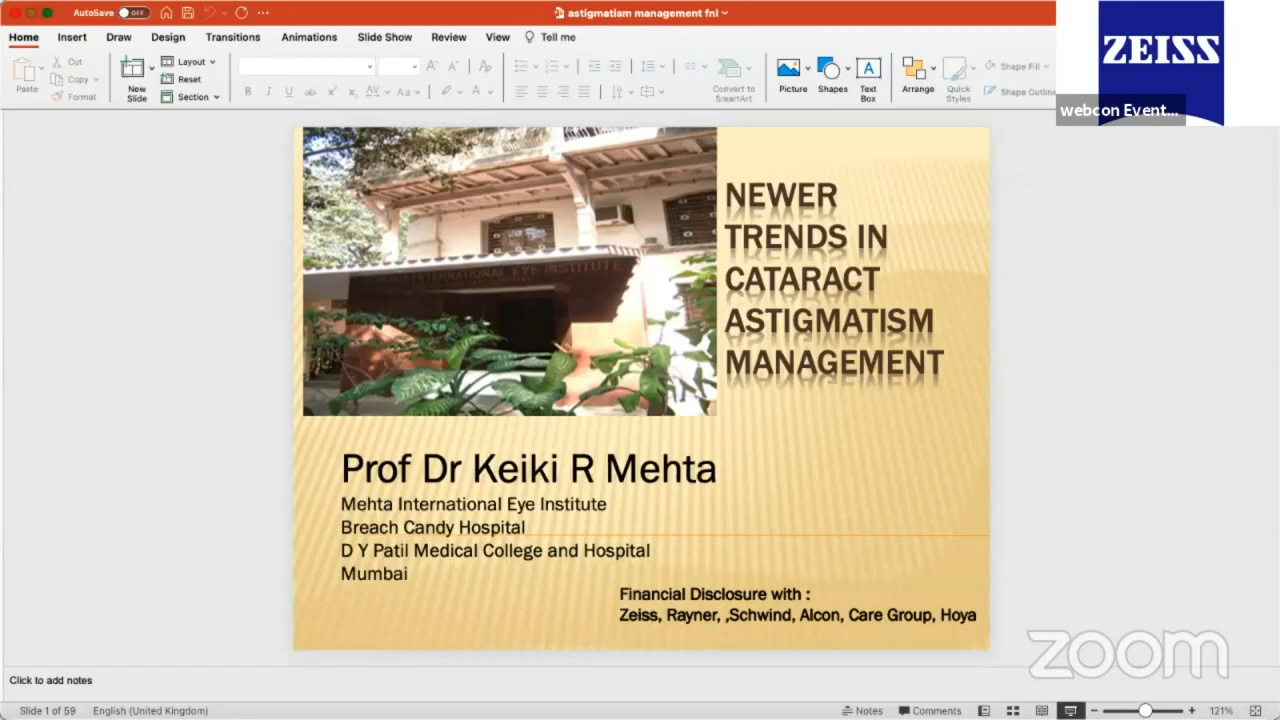 AutoSave OFF
astigmatism management fnl
Home Insert Draw Design Transitions Animations Slide Show Review View Tell me
Paste
Cut
Copy
Format
New
Slide
Layout
Reset
Section
B I U
Convert to
SmartArt
Picture
Shapes
Text
Box
Arrange
Quick
Styles
Shape Fill
Shape Outline
ZEISS
webcon Event...
INTERNATIONAL EYE INSTITUTE
NEWER
TRENDS IN
CATARACT
ASTIGMATISM
MANAGEMENT
Prof Dr Keiki R Mehta
Mehta International Eye Institute
Breach Candy Hospital
D Y Patil Medical College and Hospital
Mumbai
Financial Disclosure with :
Zeiss, Rayner, ,Schwind, Alcon, Care Group, Hoya
zoom
Click to add notes
Slide 1 of 59 English (United Kingdom) Notes Comments 121%